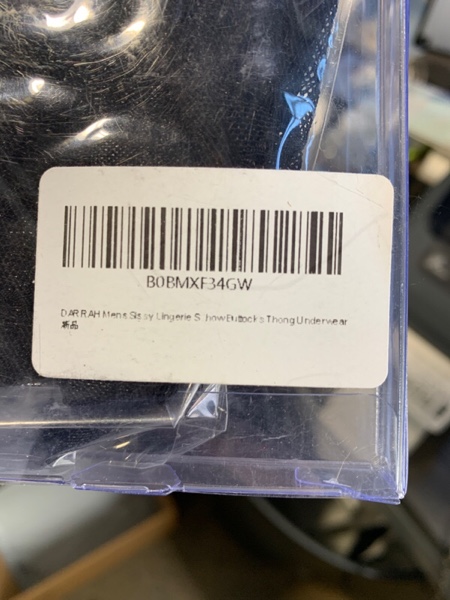 B0BMXF34GW
DARRAH Mens Sissy Lingerie Show Buttocks Thong Underwear
新品